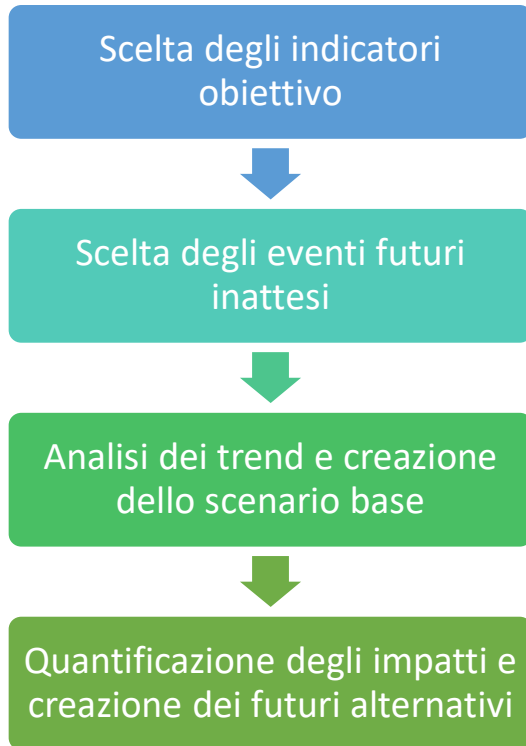 Scelta degli indicatori
obiettivo
Scelta degli eventi futuri
inattesi
Analisi dei trend e creazione
dello scenario base
Quantificazione degli impatti e
creazione dei futuri alternativi